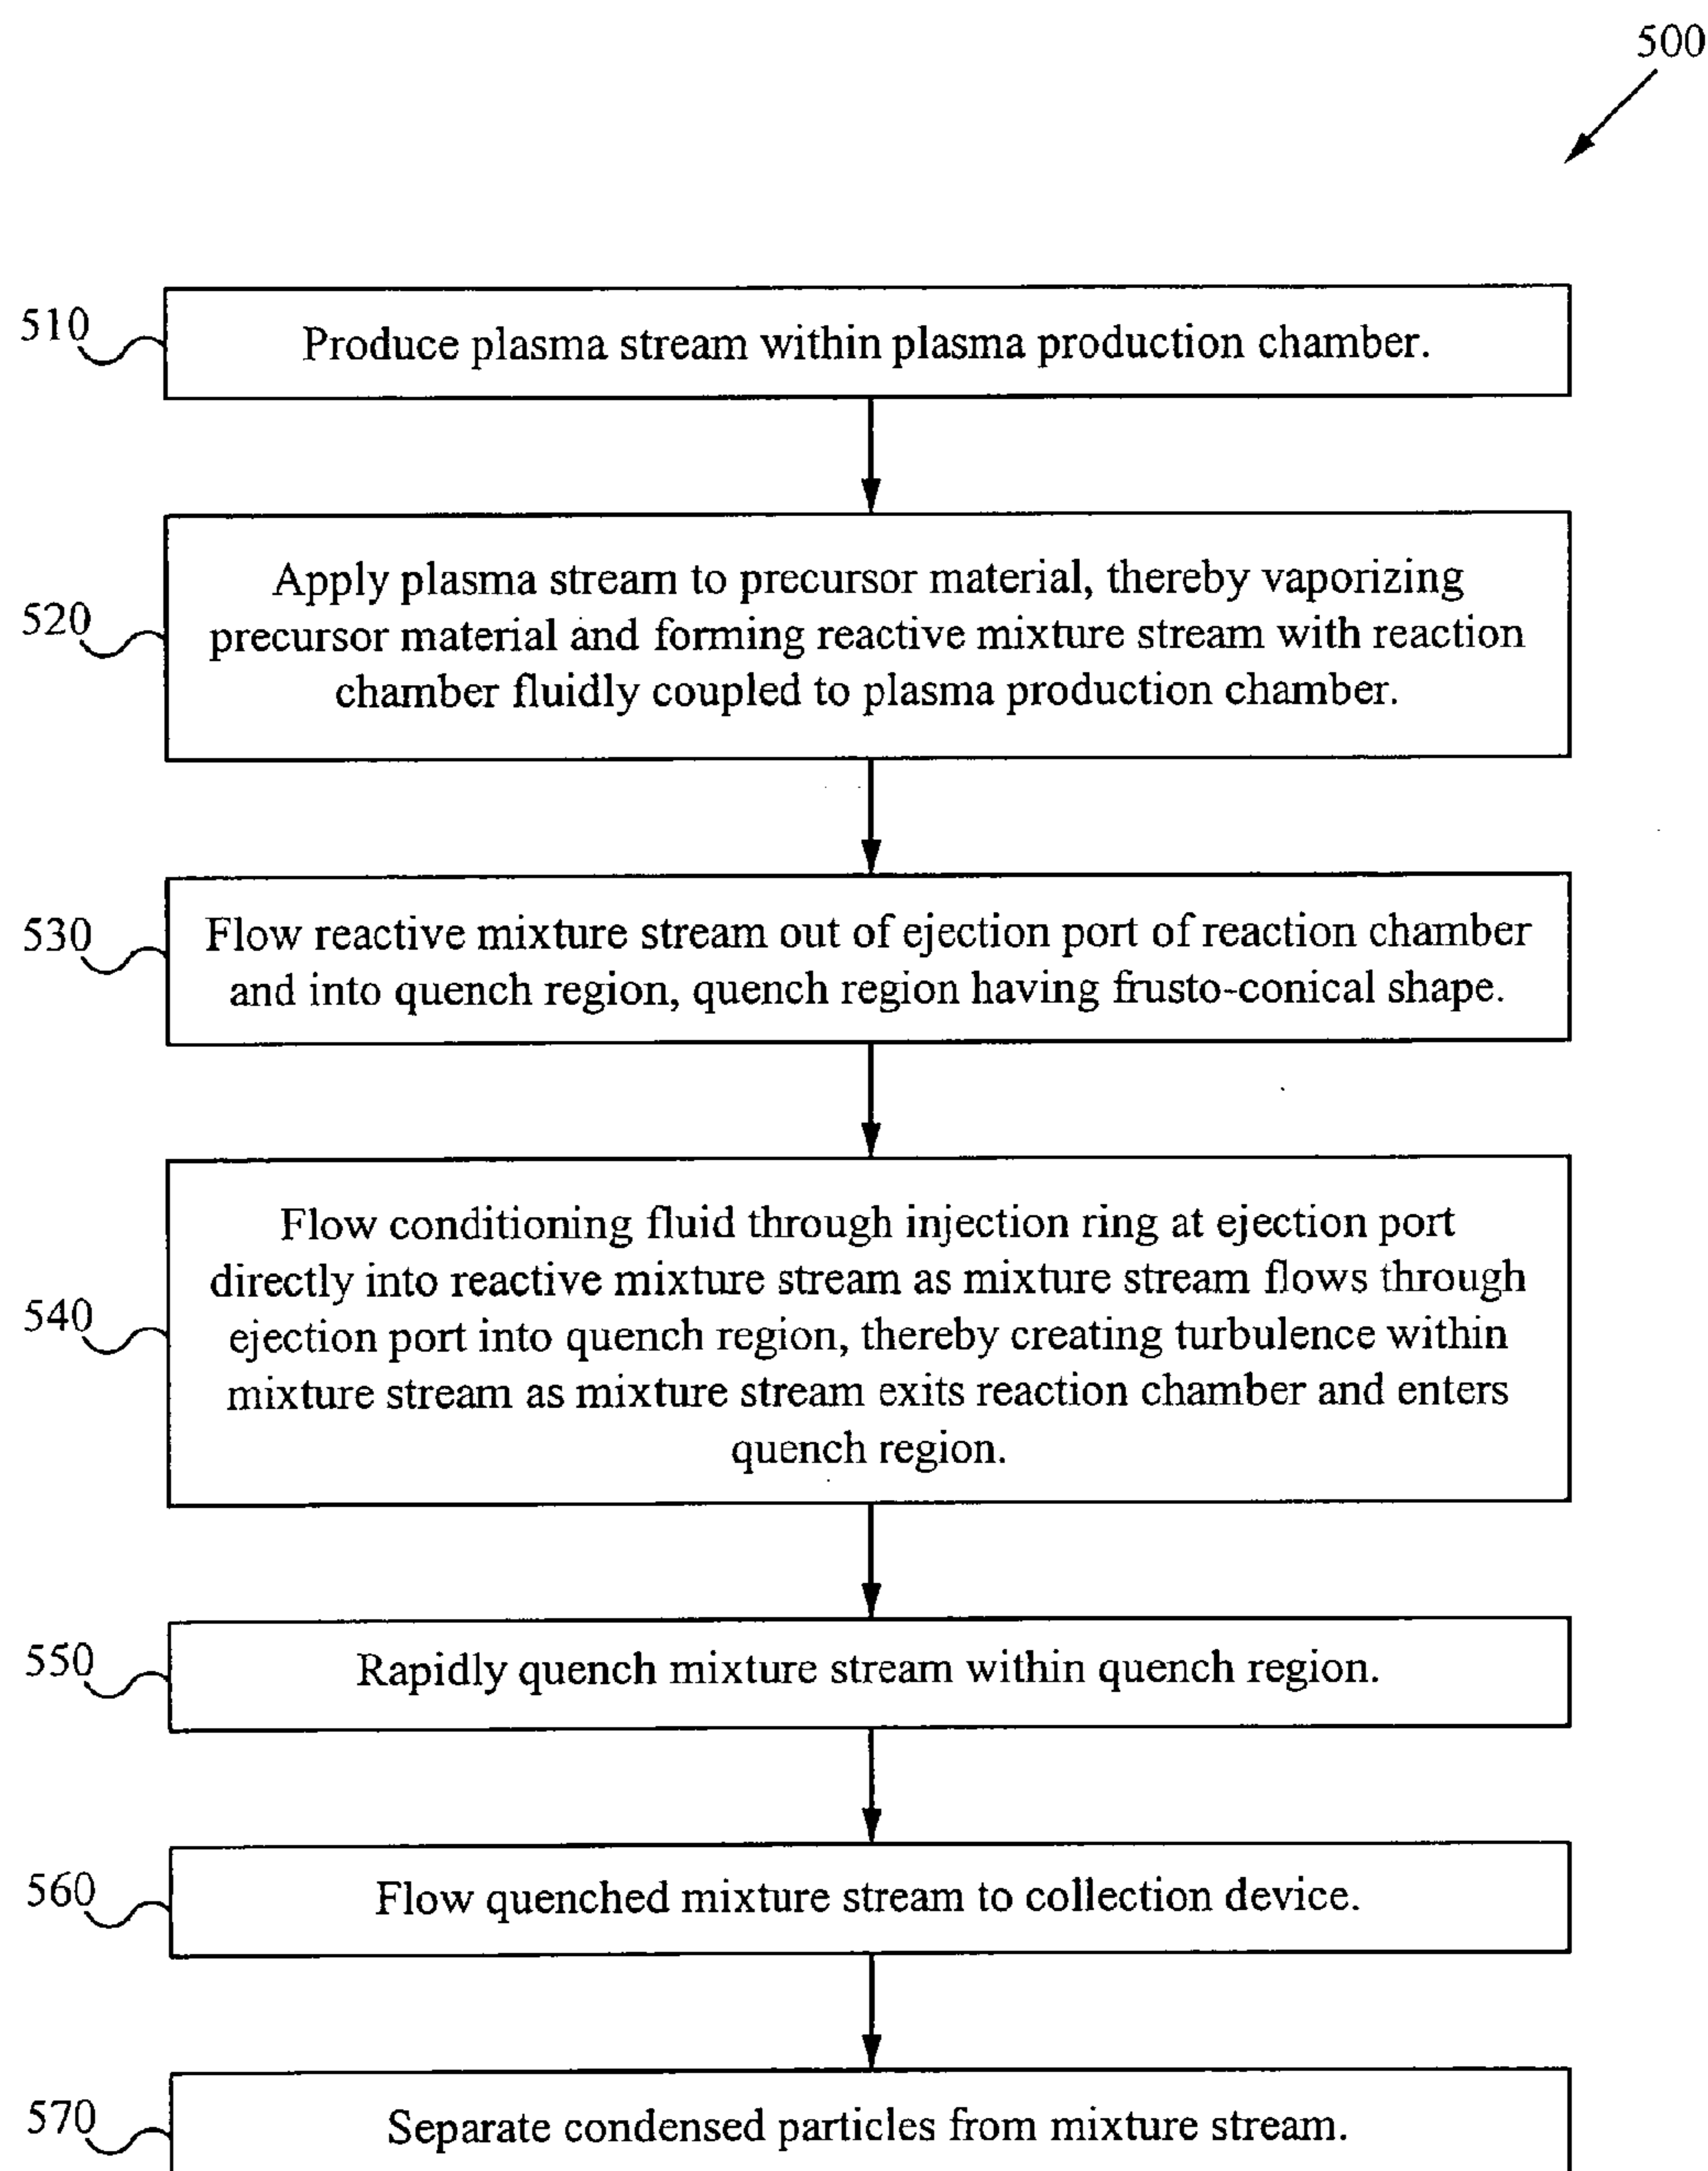 500
510
Produce plasma stream within plasma production chamber.
520
Apply plasma stream to precursor material, thereby vaporizing
precursor material and forming reactive mixture stream with reaction
chamber fluidly coupled to plasma production chamber.
530
Flow reactive mixture stream out of ejection port of reaction chamber
and into quench region, quench region having frusto-conical shape.
540
Flow conditioning fluid through injection ring at ejection port
directly into reactive mixture stream as mixture stream flows through
ejection port into quench region, thereby creating turbulence within
mixture stream as mixture stream exits reaction chamber and enters
quench region.
550
Rapidly quench mixture stream within quench region.
560
Flow quenched mixture stream to collection device.
570
Separate condensed particles from mixture stream.